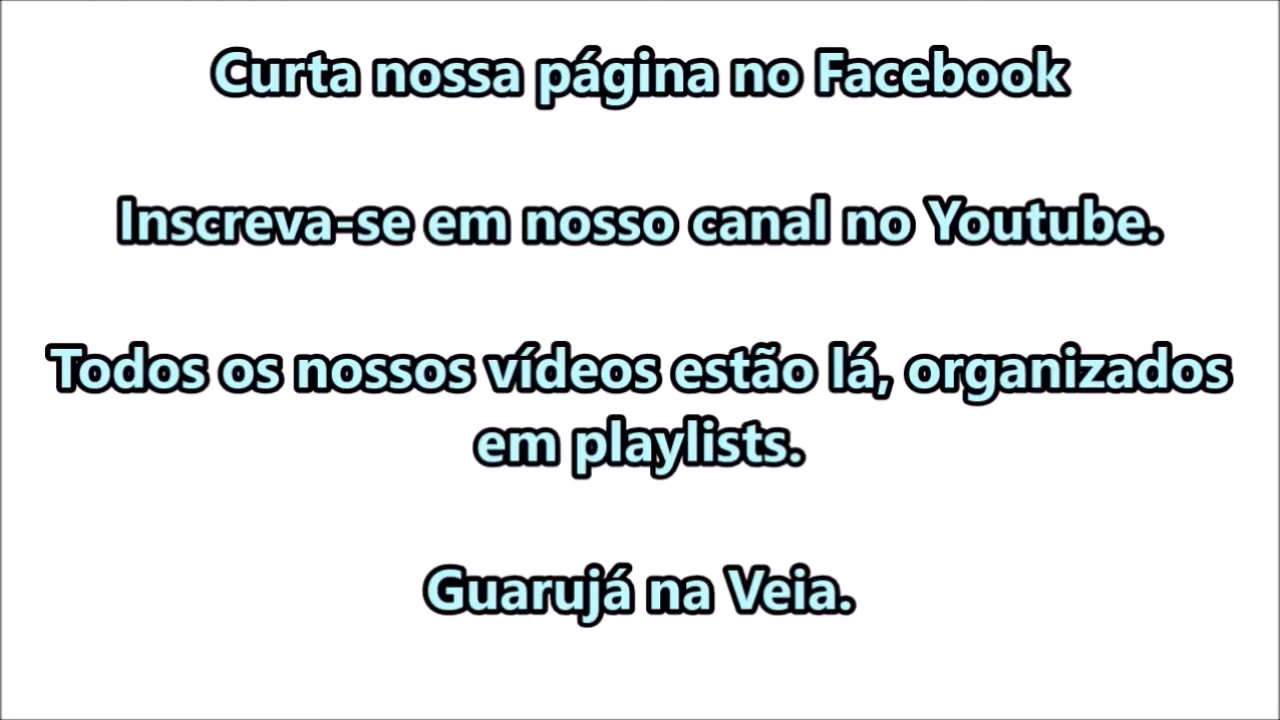 Curta nossa página no Facebook
Inscreva-se em nosso canal no Youtube.
Todos os nossos vídeos estão lá, organizados
em playlists.
Guarujá na Veia.